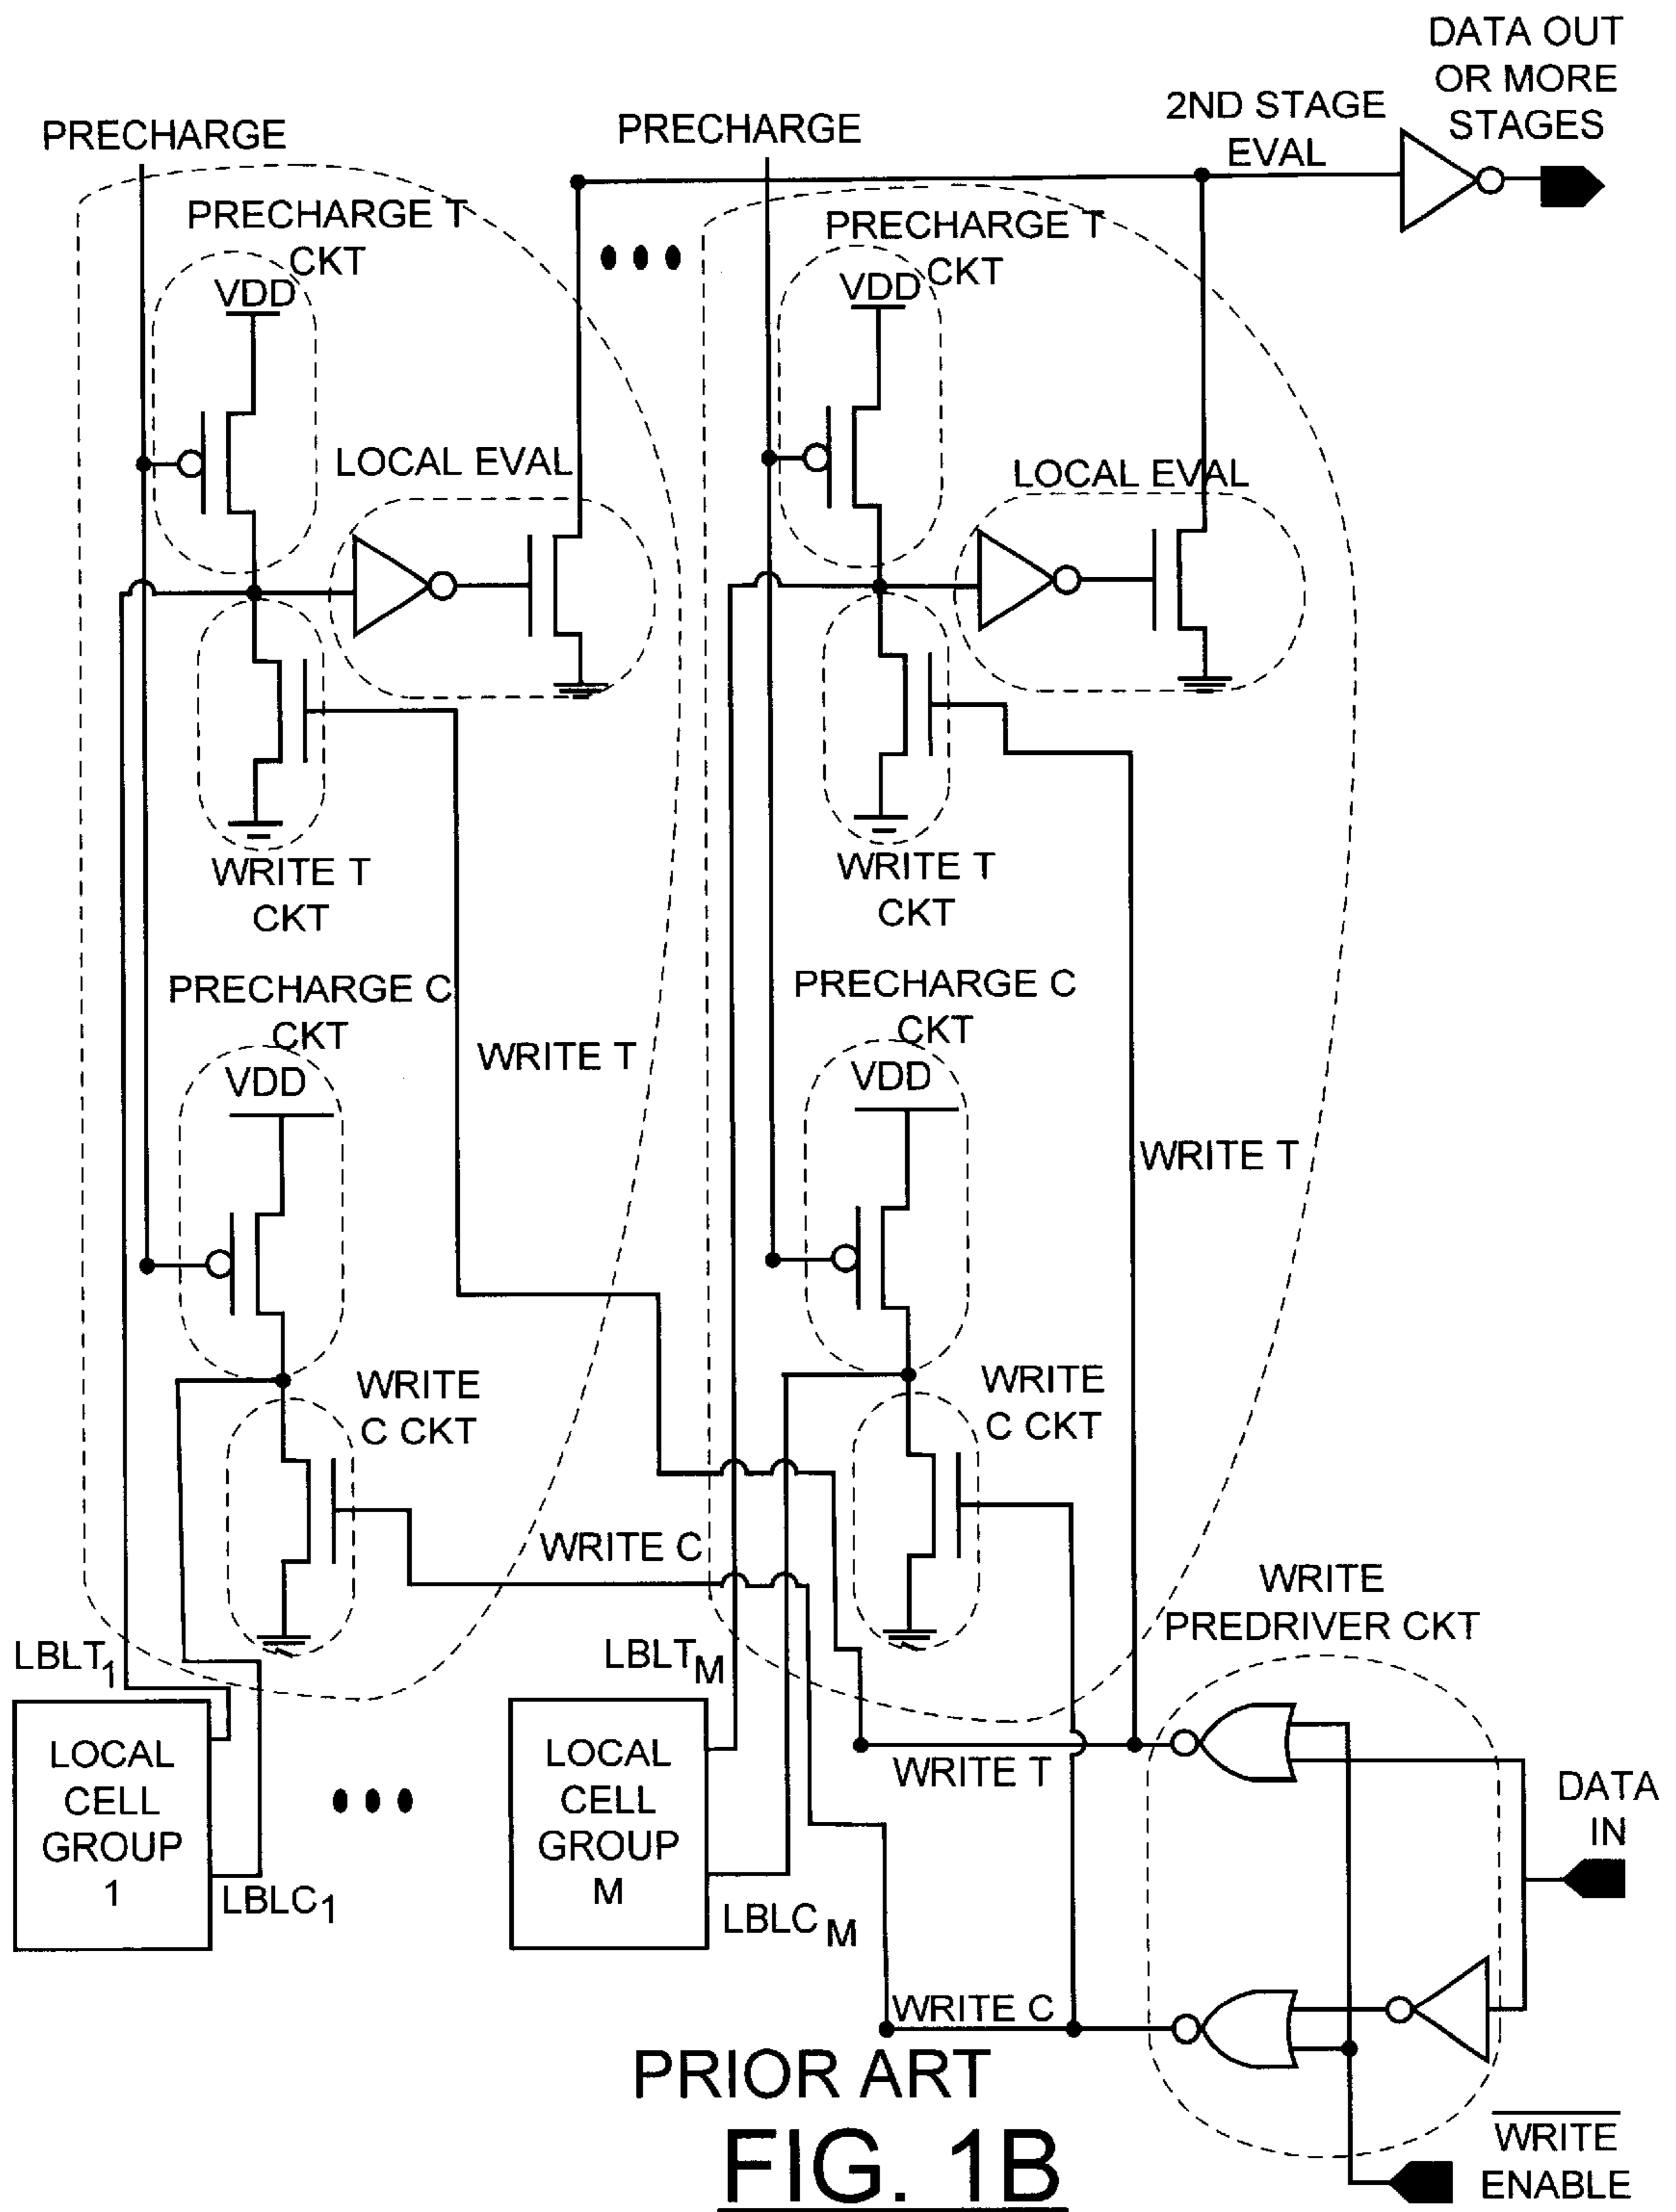 DATA OUT
OR MORE
STAGES
2ND STAGE
EVAL
PRECHARGE
PRECHARGE
PRECHARGE T
CKT
VDD
PRECHARGE T
CKT
VDD
LOCAL EVAL
LOCAL EVAL
WRITE T
CKT
WRITE T
CKT
PRECHARGE C
CKT
VDD
PRECHARGE C
CKT
VDD
WRITE T
WRITE T
WRITE
C CKT
WRITE
C CKT
WRITE C
WRITE
PREDRIVER CKT
LBLT1
LBLTM
LOCAL
CELL
GROUP
1
LBLC1
LOCAL
CELL
GROUP
M
LBLC M
WRITE T
DATA
IN
WRITE C
PRIOR ART
FIG. 1B
WRITE
ENABLE